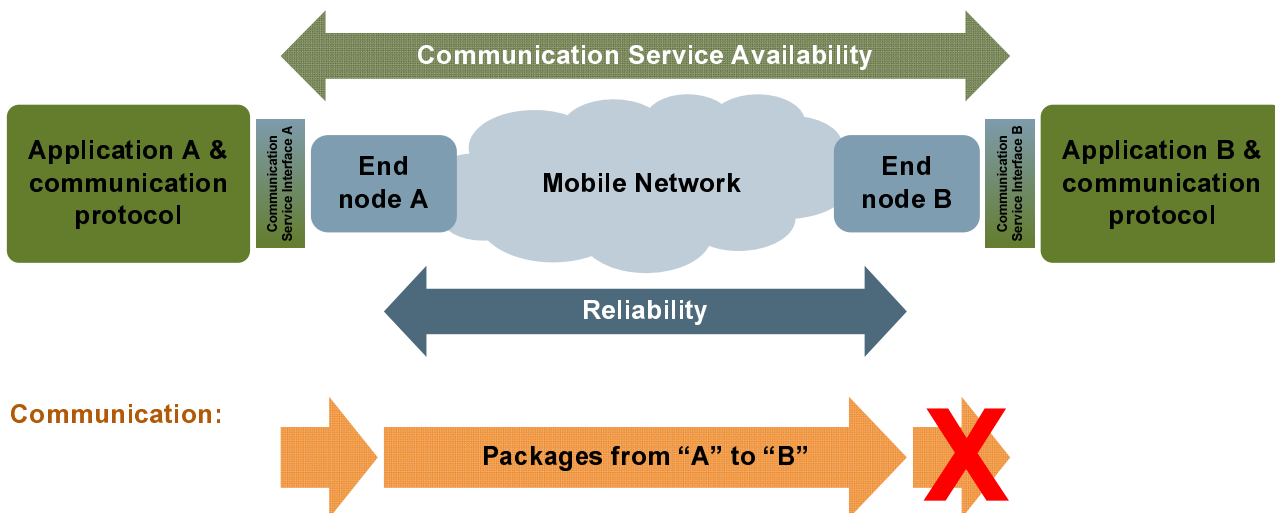 Communication Service Availability
Application A &
communication
protocol
Communication
Service Interface A
End
node A
Mobile Network
End
node B
Communication
Service Interface B
Application B &
communication
protocol
Reliability
Communication:
Packages from “A” to “B”
X